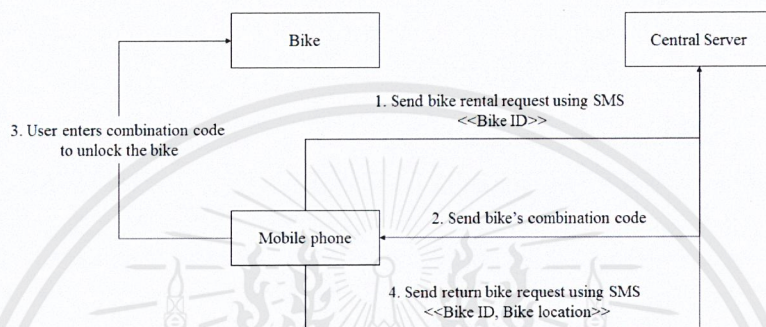 Bike
Central Server
1. Send bike rental request using SMS
<<Bike ID>>
3. User enters combination code
to unlock the bike
2. Send bike's combination code
Mobile phone
4. Send return bike request using SMS
<<Bike ID, Bike location>>